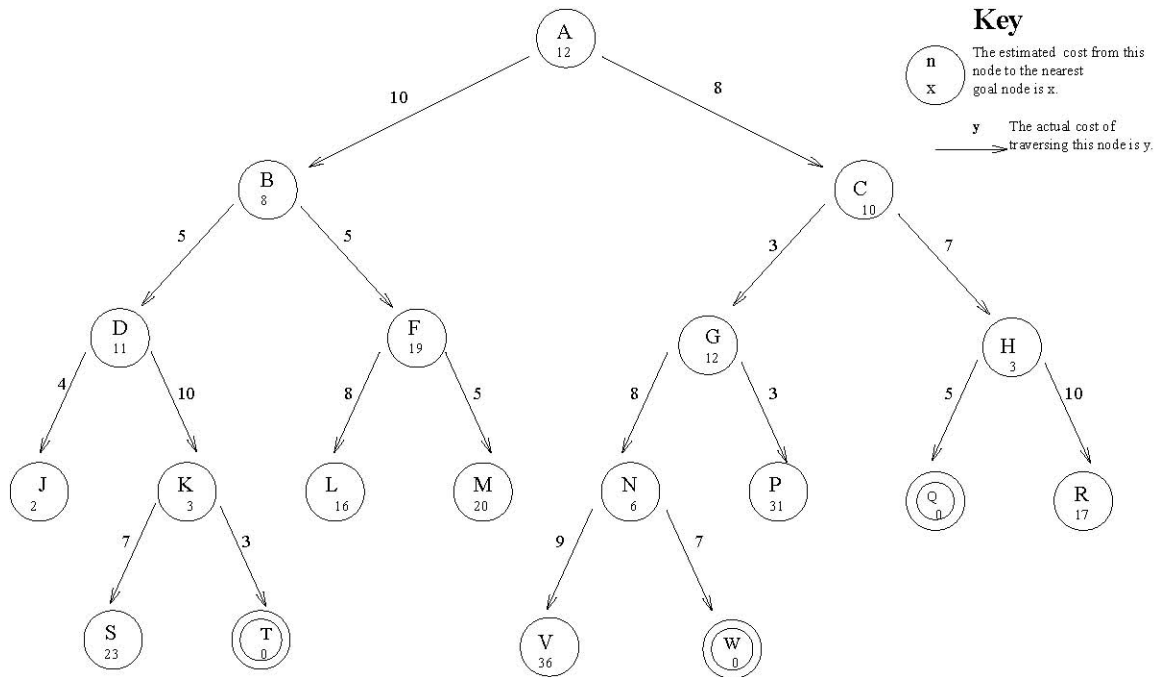 Key
A
12
n
x
The estimated cost from this
node to the nearest
goal node is x.
10
8
y
The actual cost of
traversing this node is y.
B
8
C
10
5
5
3
7
D
11
F
19
G
12
H
3
4
10
8
5
8
3
5
10
J
2
K
3
L
16
M
20
N
6
P
31
Q
0
R
17
7
3
9
7
S
23
T
0
V
36
W
0